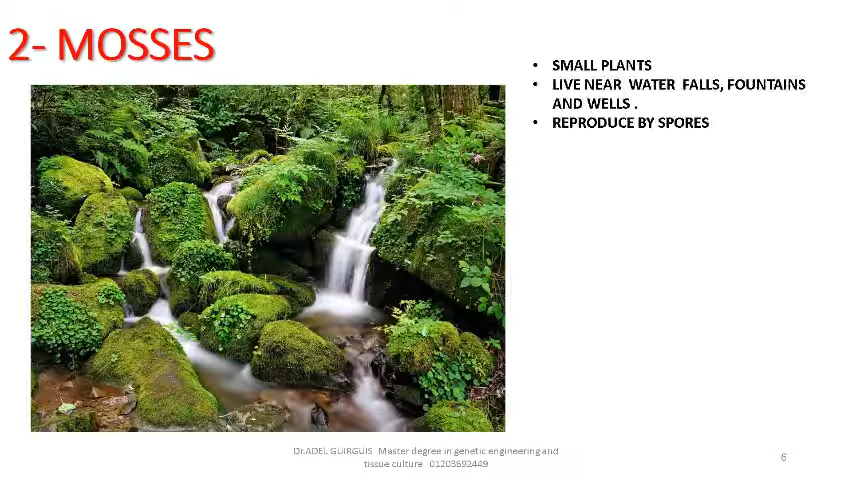 2- MOSSES
• SMALL PLANTS
• LIVE NEAR WATER FALLS, FOUNTAINS
AND WELLS .
• REPRODUCE BY SPORES
Dr.ADEL GUIRGUIS Master degree in genetic engineering and
tissue culture 01203692449
6